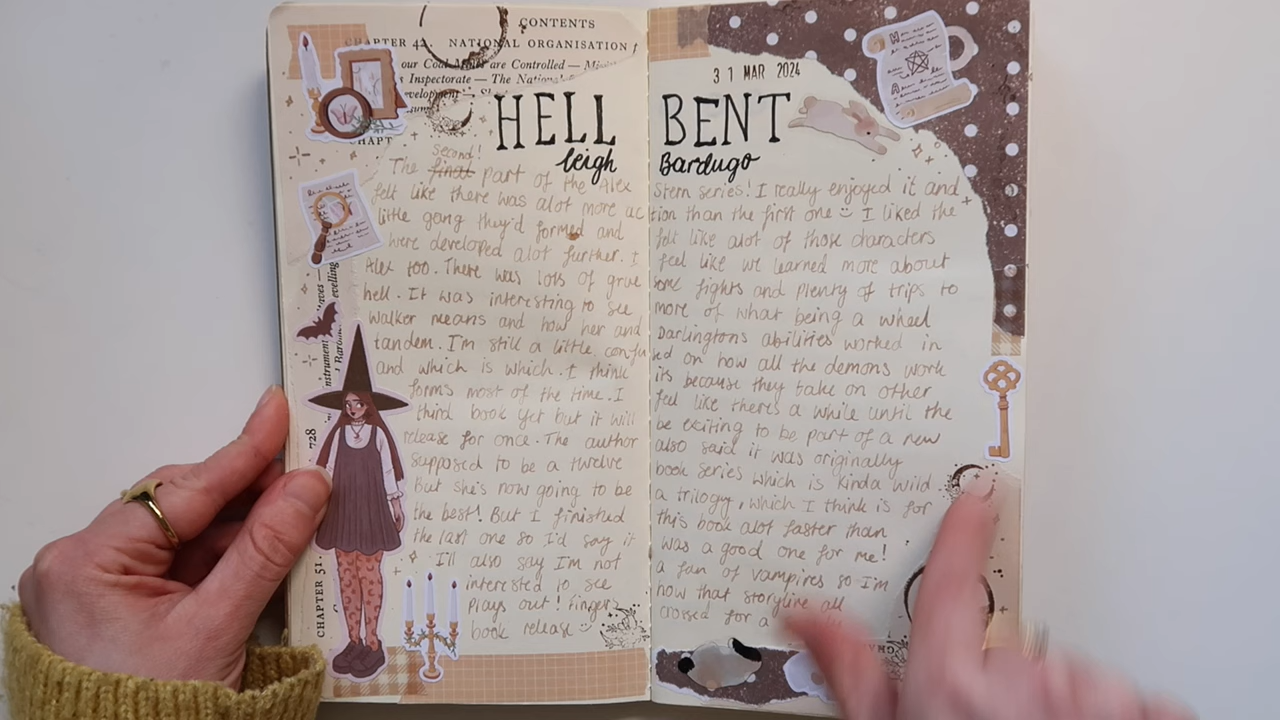 CONTENTS
CHAPTER 42. NATIONAL ORGANISATION
our Coal Mines are Controlled —
Inspectorate — The National
evelopment —
CHAPT
31 MAR 2024
HELL BENT
leigh Bardugo
second!
The final part of the Alex Stern series! I really enjoyed it and
felt like there was alot more action than the first one :) I liked the
little gang they'd formed and felt like alot of those characters
were developed alot further. I feel like we learned more about
Alex too. There was lots of gruesome fights and plenty of trips to
hell. It was interesting to see more of what being a wheel
walker means and how her and Darlingtons abilities worked in
tandem. I'm still a little confused on how all the demons work
and which is which. I think its because they take on other
forms most of the time. I feel like theres a while until the
third book yet but it will be exciting to be part of a new
release for once. The author also said it was originally
supposed to be a twelve book series which is kinda wild
But she's now going to be a trilogy, which I think is for
the best! But I finished this book alot faster than
the last one so I'd say it was a good one for me!
I'll also say I'm not a fan of vampires so I'm
interested to see how that storyline all
plays out! Fingers crossed for a
book release :)
728
CHAPTER 51